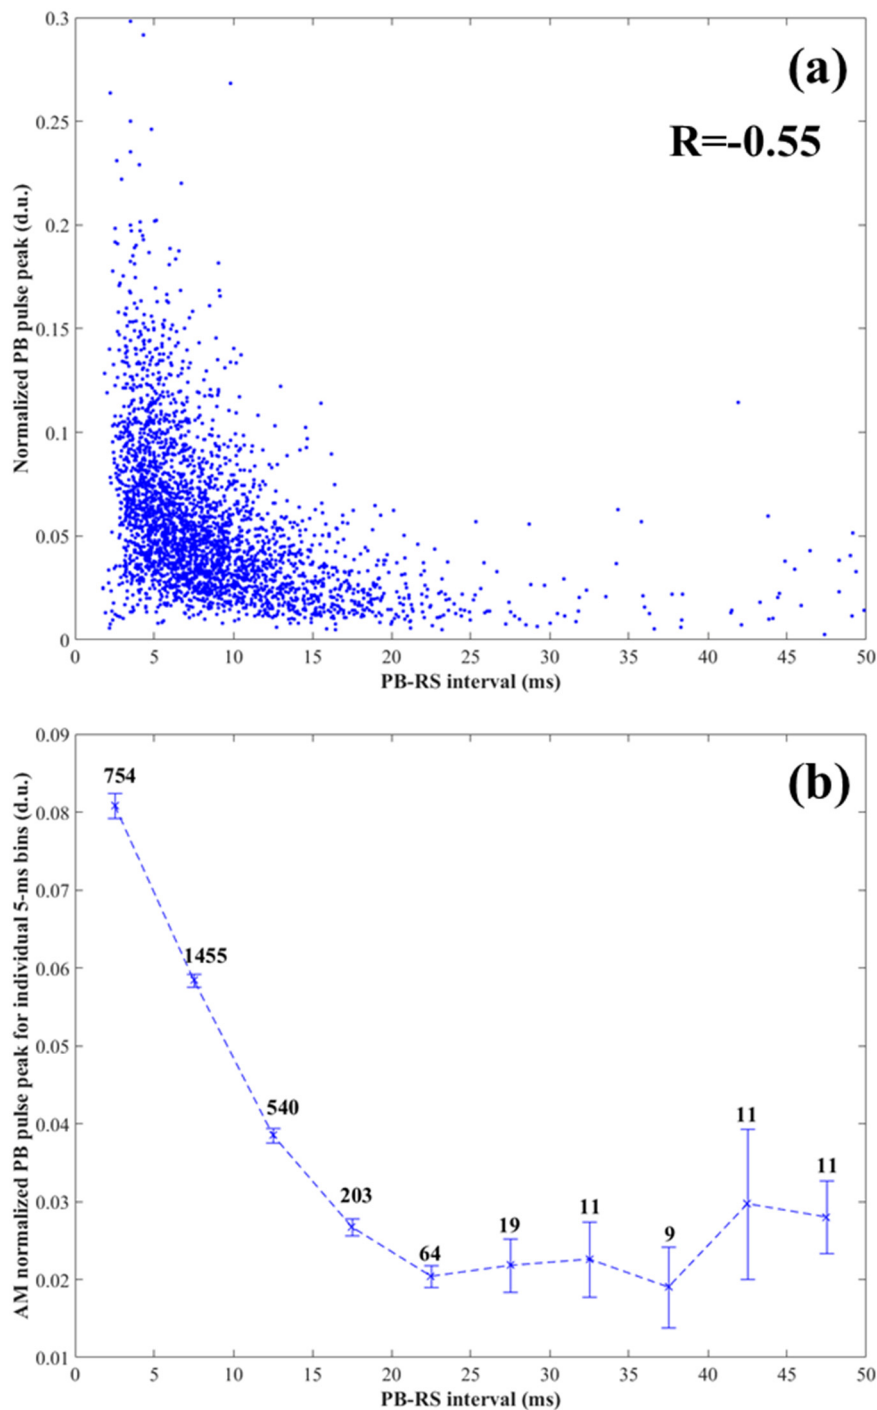 0.3
(a)
0.25
R=-0.55
0.2
0.15
0.1
0.05
0
Normalized PB pulse peak (d.u.)
0 5 10 15 20 25 30 35 40 45 50
PB-RS interval (ms)
0.09
(b)
754
0.08
0.07
1455
0.06
0.05
540
0.04
11
203
11
11
0.03
19
9
64
0.02
0.01
AM normalized PB pulse peak for individual 5-ms bins (d.u.)
0 5 10 15 20 25 30 35 40 45 50
PB-RS interval (ms)